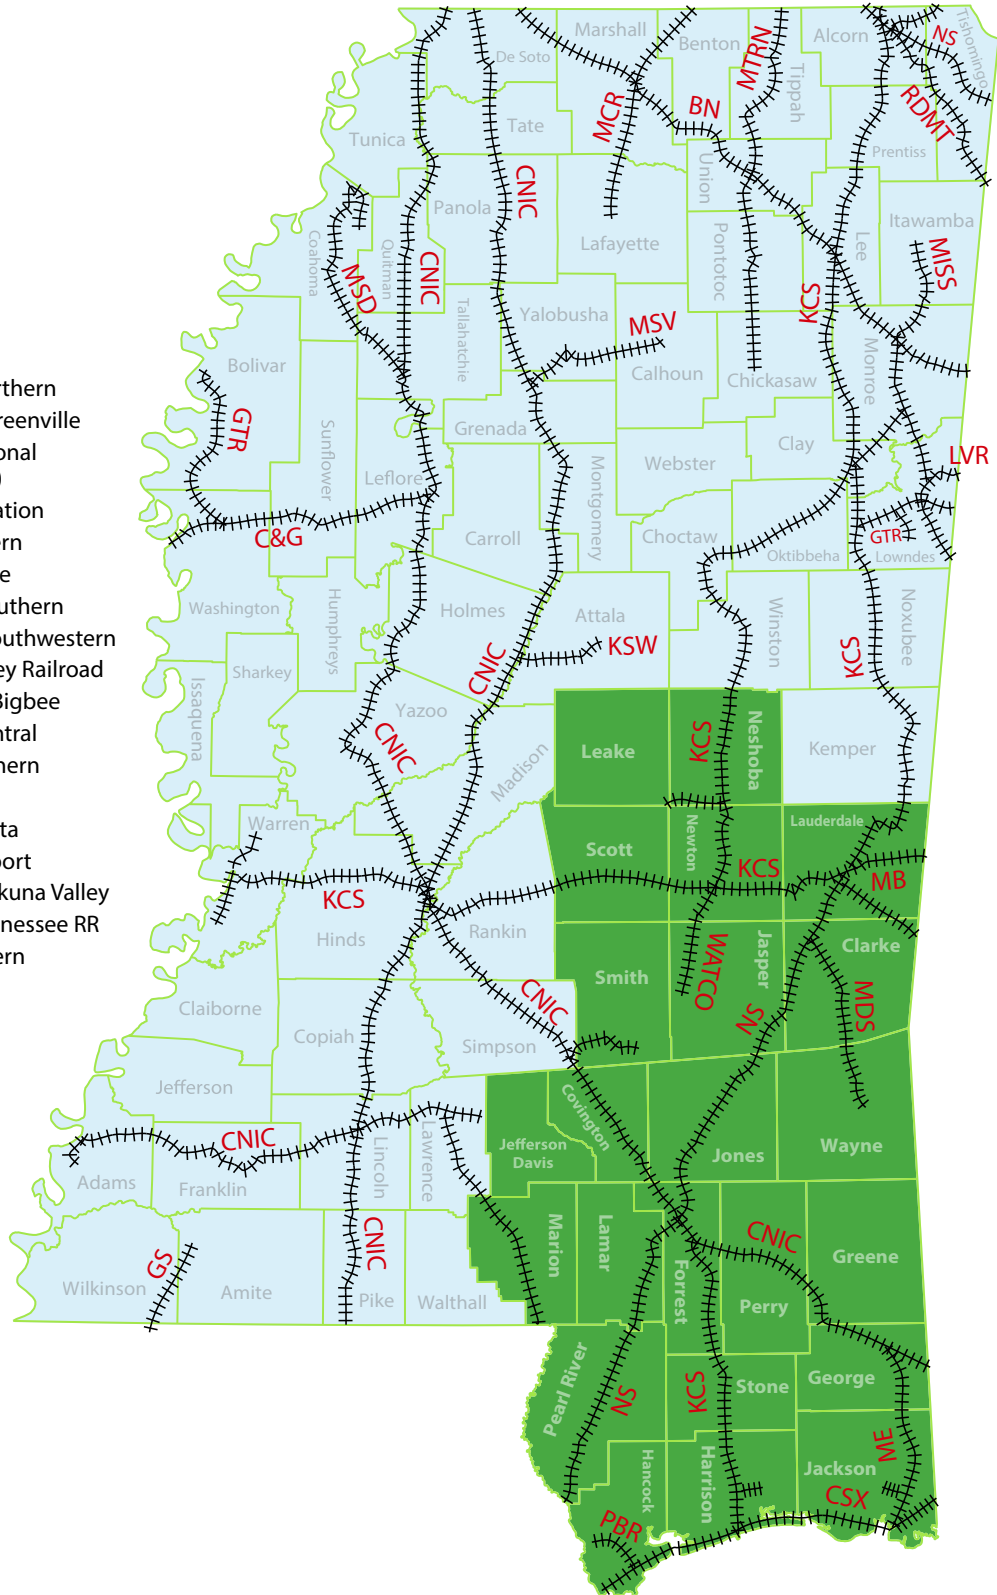 Marshall
De Soto
Benton
MTRN
Alcorn
NS
Tishomingo
Tippah
Tunica
Tate
MCR
BN
RDMT
Prentiss
Union
CNIC
Panola
Lafayette
Pontotoc
Lee
Itawamba
MISS
Coahoma
Quitman
MSD
CNIC
KCS
Tallahatchie
Yalobusha
MSV
Calhoun
Chickasaw
Monroe
Bolivar
rthern
reenville
GTR
Sunflower
Grenada
Clay
onal
LVR
)
Leflore
Montgomery
Webster
ation
C&G
Carroll
Choctaw
GTR
Oktibbeha
Lowndes
ern
e
uthern
Washington
Humphreys
Holmes
Attala
Winston
Noxubee
outhwestern
KSW
KCS
ey Railroad
Sharkey
CNIC
Issaquena
Bigbee
Yazoo
ntral
CNIC
Madison
Leake
KCS
Neshoba
Kemper
hern
ta
Warren
Lauderdale
Scott
Newton
ort
KCS
MB
kuna Valley
KCS
nnessee RR
Hinds
Rankin
Clarke
ern
Smith
WATCO
Jasper
CNIC
SN
MDS
Claiborne
Copiah
Simpson
Jefferson
Covington
CNIC
Jefferson
Davis
Jones
Wayne
Adams
Franklin
Lincoln
Lawrence
Marion
Lamar
CNIC
GS
CNIC
Forrest
Greene
Wilkinson
Amite
Pike
Walthall
Perry
Pearl River
SN
KCS
Stone
George
ME
Hancock
Harrison
Jackson
CSX
PBR